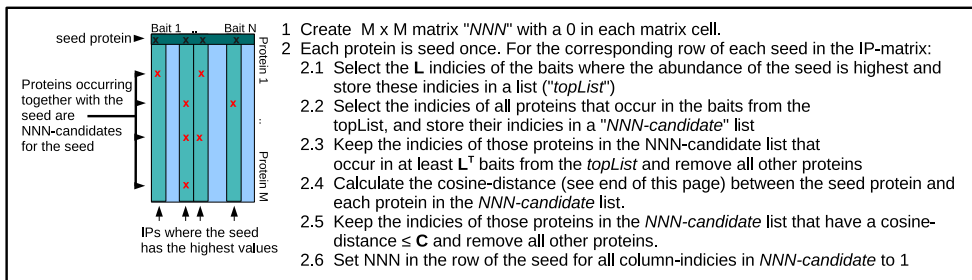 Bait 1 .. Bait N
seed protein
Protein 1
..
Protein M
Proteins occurring
together with the
seed are
NNN-candidates
for the seed
IPs where the seed
has the highest values
1 Create M x M matrix "NNN" with a 0 in each matrix cell.
2 Each protein is seed once. For the corresponding row of each seed in the IP-matrix:
2.1 Select the L indicies of the baits where the abundance of the seed is highest and
store these indicies in a list ("topList")
2.2 Select the indicies of all proteins that occur in the baits from the
topList, and store their indicies in a "NNN-candidate" list
2.3 Keep the indicies of those proteins in the NNN-candidate list that
occur in at least L^T baits from the topList and remove all other proteins
2.4 Calculate the cosine-distance (see end of this page) between the seed protein and
each protein in the NNN-candidate list.
2.5 Keep the indicies of those proteins in the NNN-candidate list that have a cosine-
distance ≤ C and remove all other proteins.
2.6 Set NNN in the row of the seed for all column-indicies in NNN-candidate to 1